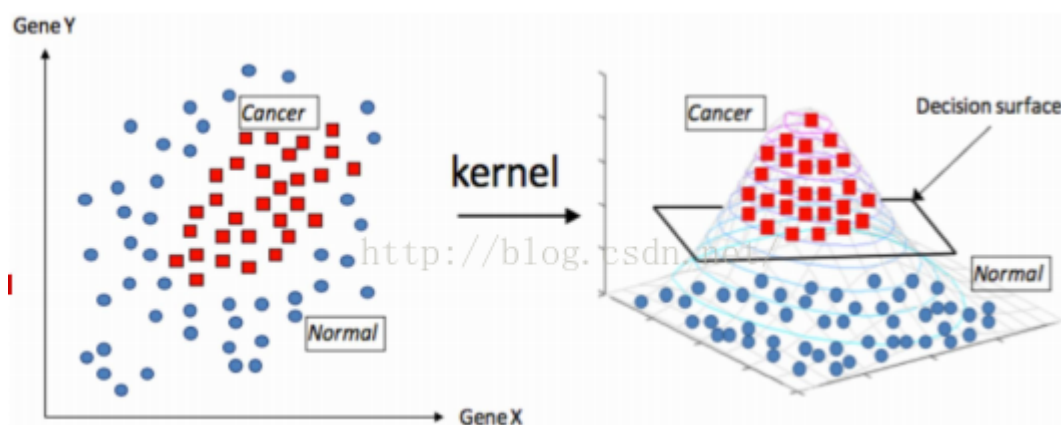 Gene Y
Cancer
Normal
Gene X
kernel
Cancer
Decision surface
Normal
http://blog.csdn.net/